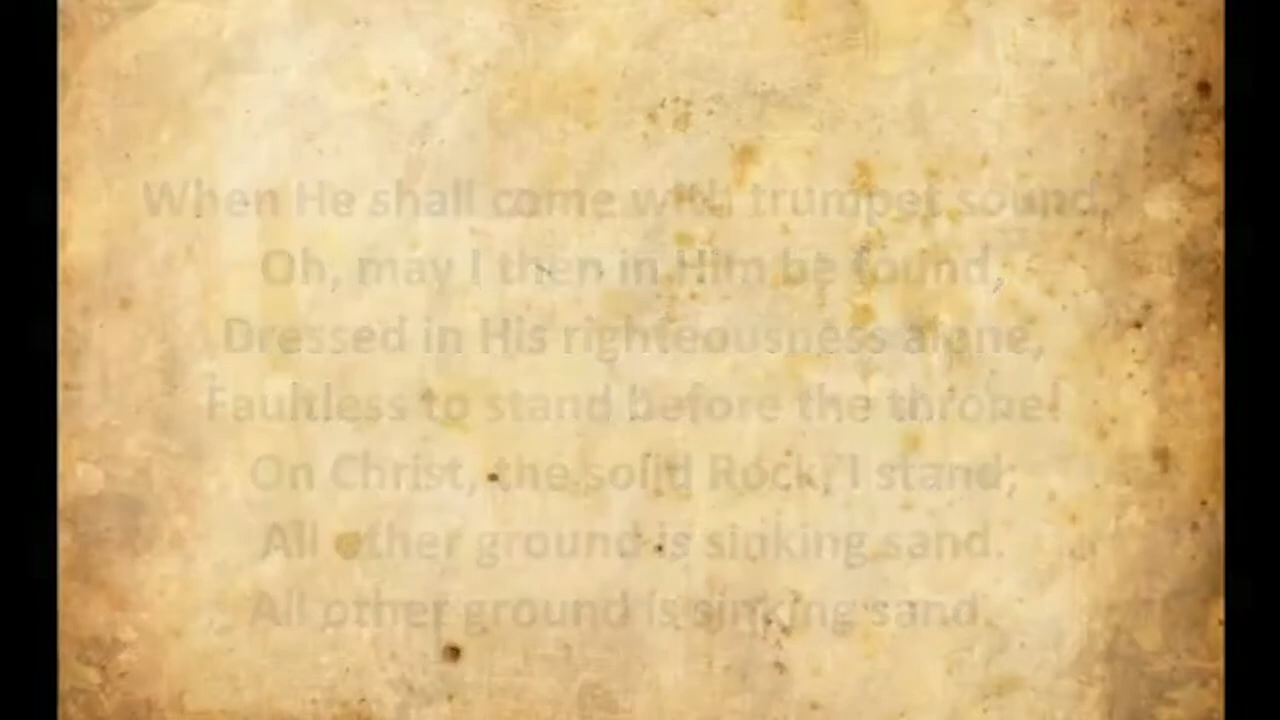 When He shall come with trumpet sound,
Oh, may I then in Him be found,
Dressed in His righteousness alone,
Faultless to stand before the throne!
On Christ, the solid Rock, I stand;
All other ground is sinking sand.
All other ground is sinking sand.